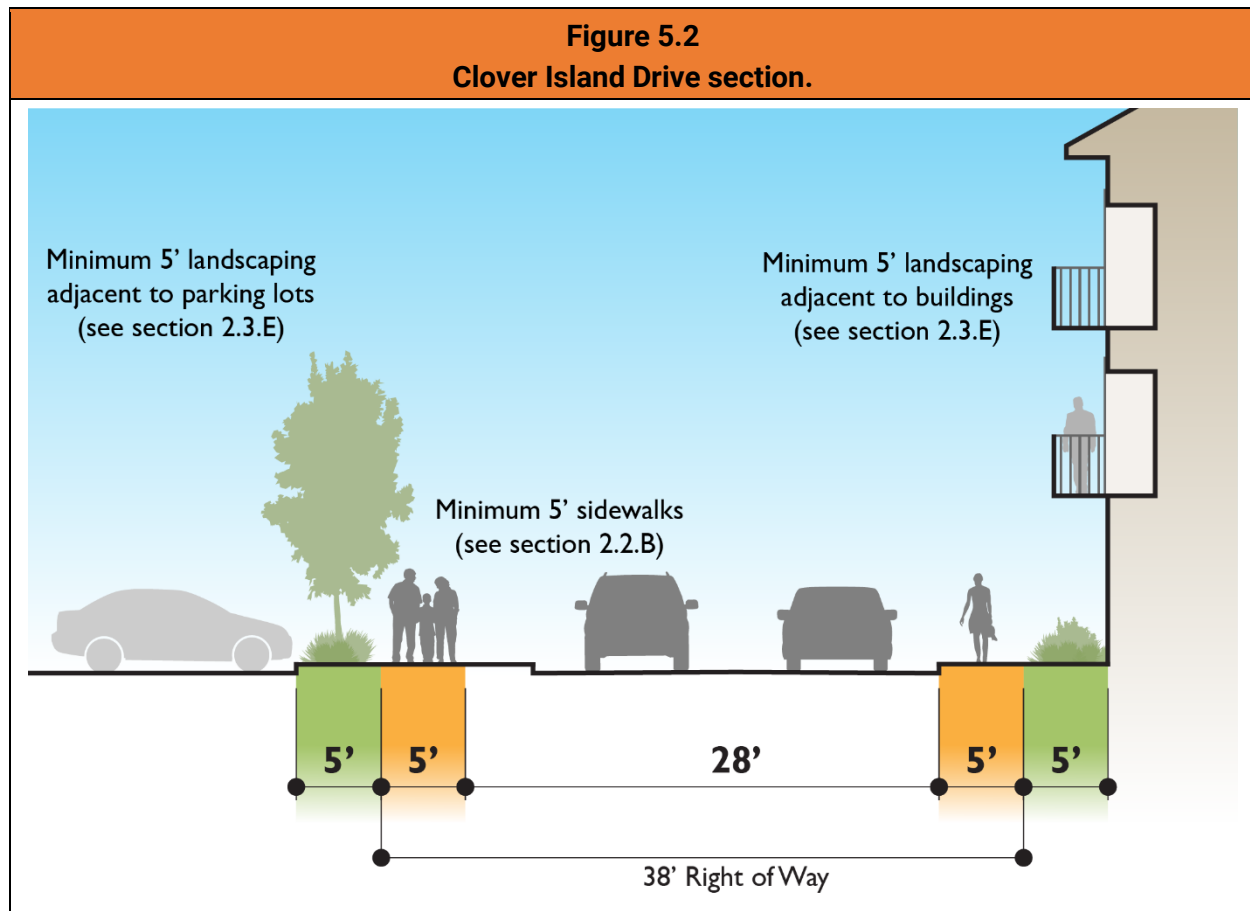 Figure 5.2
Clover Island Drive section.
Minimum 5’ landscaping
adjacent to parking lots
(see section 2.3.E)
Minimum 5’ landscaping
adjacent to buildings
(see section 2.3.E)
Minimum 5’ sidewalks
(see section 2.2.B)
5’ 5’ 28’ 5’ 5’
38’ Right of Way